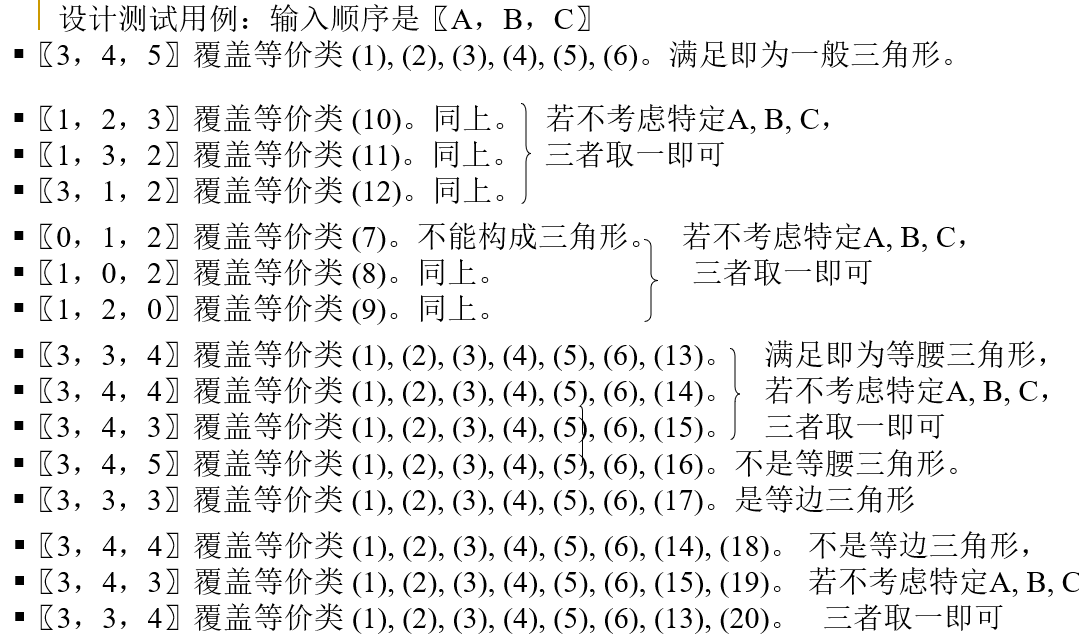 设计测试用例：输入顺序是〖A，B，C〗
▪〖3，4，5〗覆盖等价类 (1), (2), (3), (4), (5), (6)。满足即为一般三角形。
▪〖1，2，3〗覆盖等价类 (10)。同上。 若不考虑特定A, B, C，
▪〖1，3，2〗覆盖等价类 (11)。同上。 三者取一即可
▪〖3，1，2〗覆盖等价类 (12)。同上。
▪〖0，1，2〗覆盖等价类 (7)。不能构成三角形。 若不考虑特定A, B, C，
▪〖1，0，2〗覆盖等价类 (8)。同上。 三者取一即可
▪〖1，2，0〗覆盖等价类 (9)。同上。
▪〖3，3，4〗覆盖等价类 (1), (2), (3), (4), (5), (6), (13)。 满足即为等腰三角形，
▪〖3，4，4〗覆盖等价类 (1), (2), (3), (4), (5), (6), (14)。 若不考虑特定A, B, C，
▪〖3，4，3〗覆盖等价类 (1), (2), (3), (4), (5), (6), (15)。 三者取一即可
▪〖3，4，5〗覆盖等价类 (1), (2), (3), (4), (5), (6), (16)。不是等腰三角形。
▪〖3，3，3〗覆盖等价类 (1), (2), (3), (4), (5), (6), (17)。是等边三角形
▪〖3，4，4〗覆盖等价类 (1), (2), (3), (4), (5), (6), (14), (18)。 不是等边三角形，
▪〖3，4，3〗覆盖等价类 (1), (2), (3), (4), (5), (6), (15), (19)。 若不考虑特定A, B, C
▪〖3，3，4〗覆盖等价类 (1), (2), (3), (4), (5), (6), (13), (20)。 三者取一即可